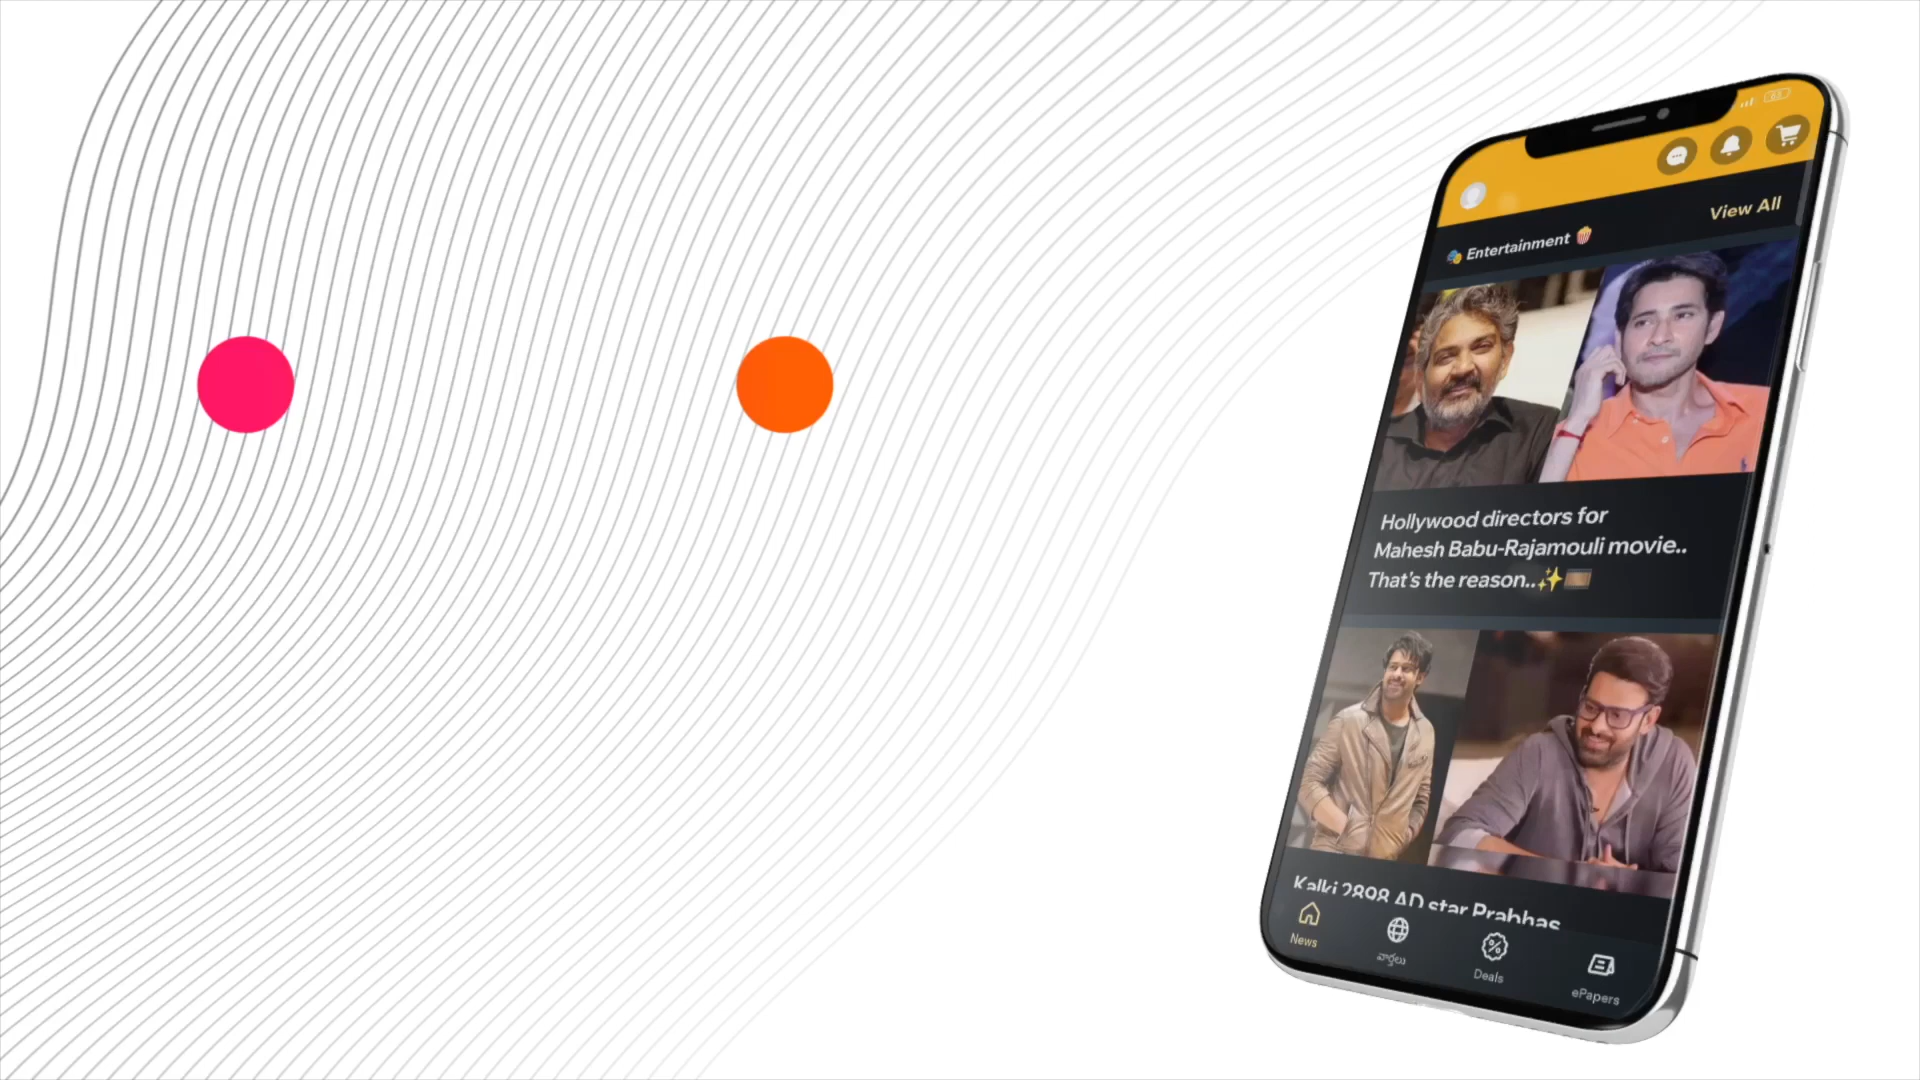 View All
🎭 Entertainment 🍿
Hollywood directors for
Mahesh Babu-Rajamouli movie..
That's the reason..✨🎞️
Kalki 2898 AD star Prabhas
News
వార్తలు
Deals
ePapers